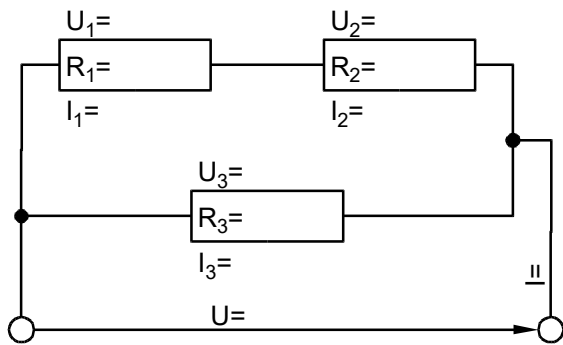 U₁= U₂=
R₁= R₂=
I₁= I₂=
U₃=
R₃=
I₃=
I=
U=